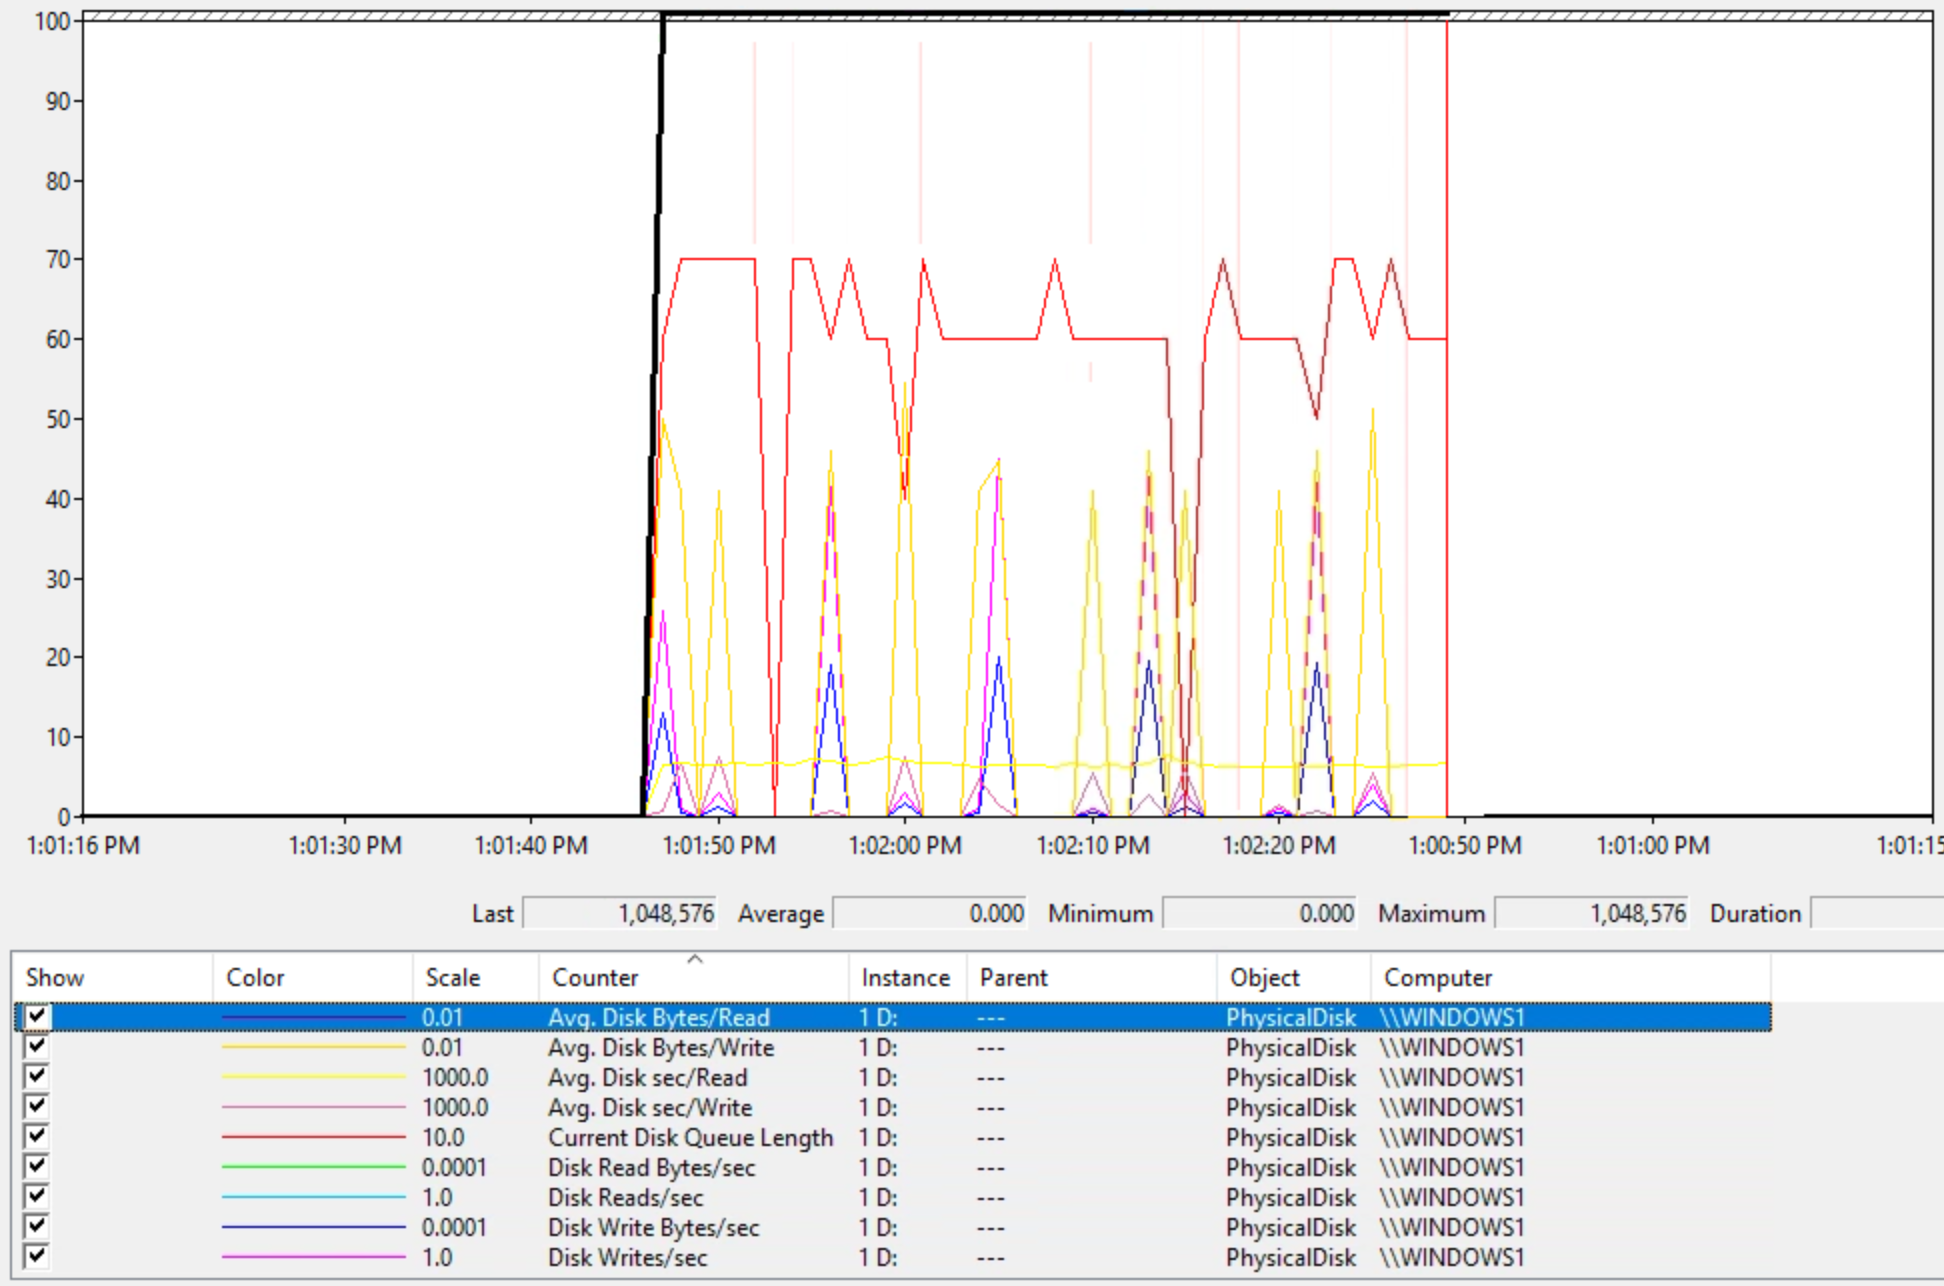 100
90
80
70
60
50
40
30
20
10
0
1:01:16 PM 1:01:30 PM 1:01:40 PM 1:01:50 PM 1:02:00 PM 1:02:10 PM 1:02:20 PM 1:00:50 PM 1:01:00 PM 1:01:15
Last 1,048,576 Average 0.000 Minimum 0.000 Maximum 1,048,576 Duration
Show Color Scale Counter Instance Parent Object Computer
0.01 Avg. Disk Bytes/Read 1 D: --- PhysicalDisk \\WINDOWS1
0.01 Avg. Disk Bytes/Write 1 D: --- PhysicalDisk \\WINDOWS1
1000.0 Avg. Disk sec/Read 1 D: --- PhysicalDisk \\WINDOWS1
1000.0 Avg. Disk sec/Write 1 D: --- PhysicalDisk \\WINDOWS1
10.0 Current Disk Queue Length 1 D: --- PhysicalDisk \\WINDOWS1
0.0001 Disk Read Bytes/sec 1 D: --- PhysicalDisk \\WINDOWS1
1.0 Disk Reads/sec 1 D: --- PhysicalDisk \\WINDOWS1
0.0001 Disk Write Bytes/sec 1 D: --- PhysicalDisk \\WINDOWS1
1.0 Disk Writes/sec 1 D: --- PhysicalDisk \\WINDOWS1